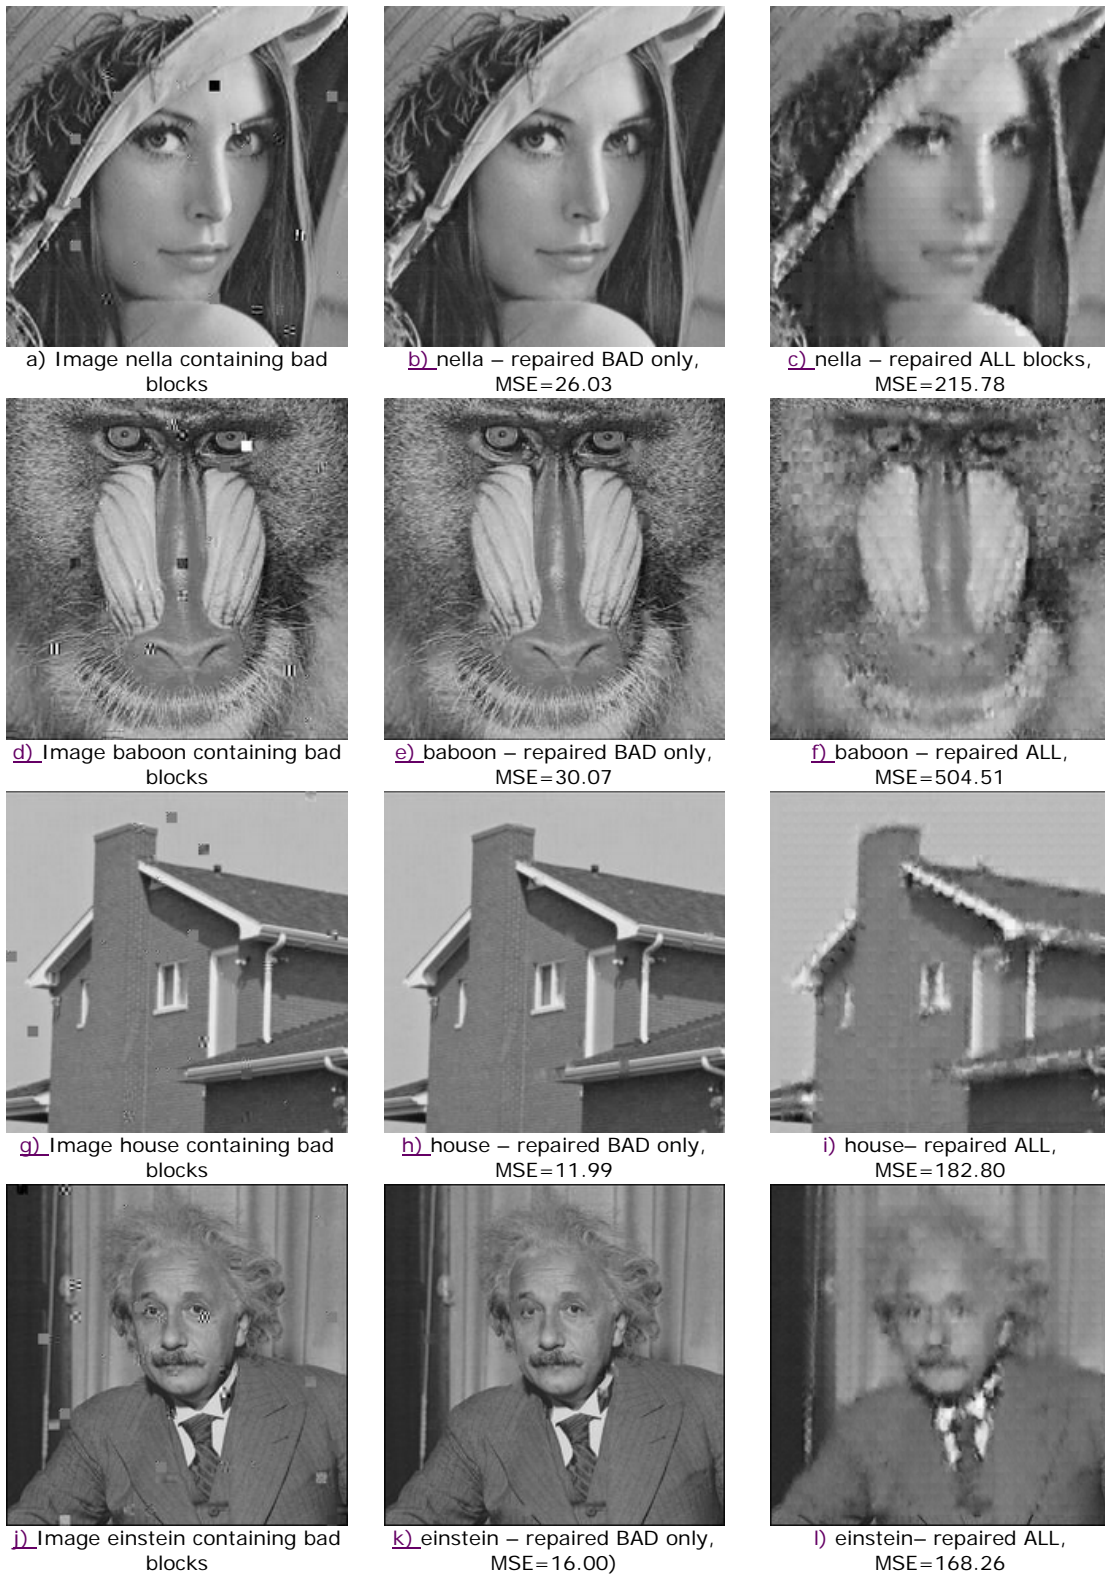 a) Image nella containing bad
blocks
b) nella – repaired BAD only,
MSE=26.03
c) nella – repaired ALL blocks,
MSE=215.78
d) Image baboon containing bad
blocks
e) baboon – repaired BAD only,
MSE=30.07
f) baboon – repaired ALL,
MSE=504.51
g) Image house containing bad
blocks
h) house – repaired BAD only,
MSE=11.99
i) house– repaired ALL,
MSE=182.80
j) Image einstein containing bad
blocks
k) einstein – repaired BAD only,
MSE=16.00)
l) einstein– repaired ALL,
MSE=168.26